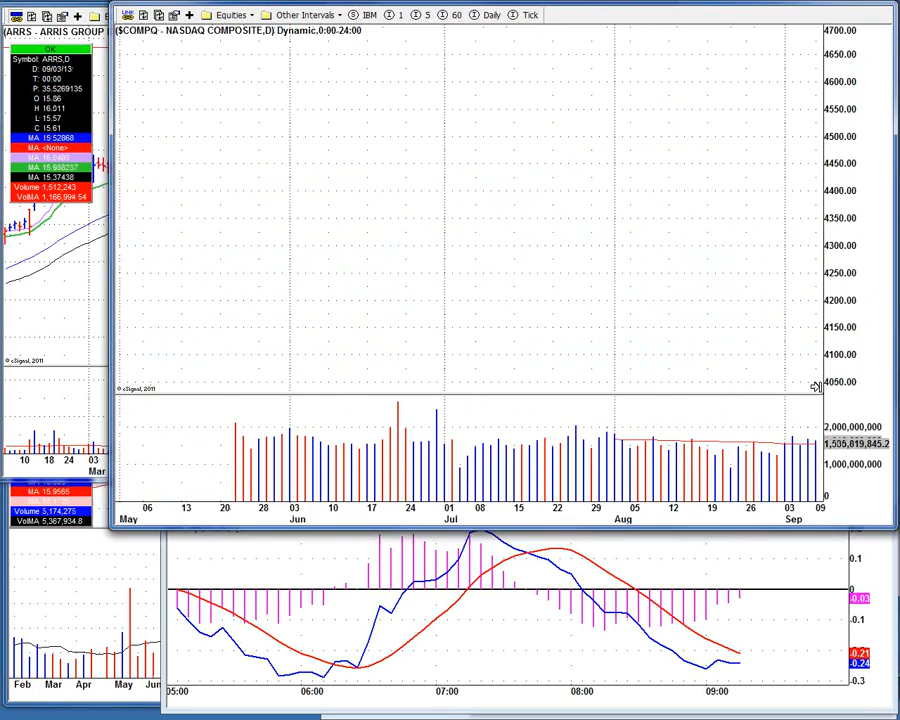 Equities Other Intervals S IBM I 1 I 5 I 60 I Daily I Tick
($COMPQ - NASDAQ COMPOSITE,D) Dynamic,0:00-24:00
4700.00
4650.00
4600.00
4550.00
4500.00
4450.00
4400.00
4350.00
4300.00
4250.00
4200.00
4150.00
4100.00
4050.00
© eSignal, 2011
2,000,000,000
1,535,819,845.2
1,000,000,000
0
06 13 20 28 03 10 17 24 01 08 15 22 29 05 12 19 26 03 09
May Jun Jul Aug Sep
(ARRS - ARRIS GROUP
OK
Symbol: ARRS,D
D: 09/03/13
T: 00:00
P: 35.5269135
O 15.86
H 16.011
L: 15.57
C 15.61
MA 15.52868
MA <None>
MA 15.988257
MA 15.37438
Volume 1,512,243
VolMA 1,166,994.54
© eSignal, 2011
10 18 24 03
Mar
MA 15.9565
Volume 5,174,275
VolMA 5,367,934.8
Feb Mar Apr May Jun
0.1
0
-0.03
-0.1
-0.21
-0.24
-0.3
05:00 06:00 07:00 08:00 09:00